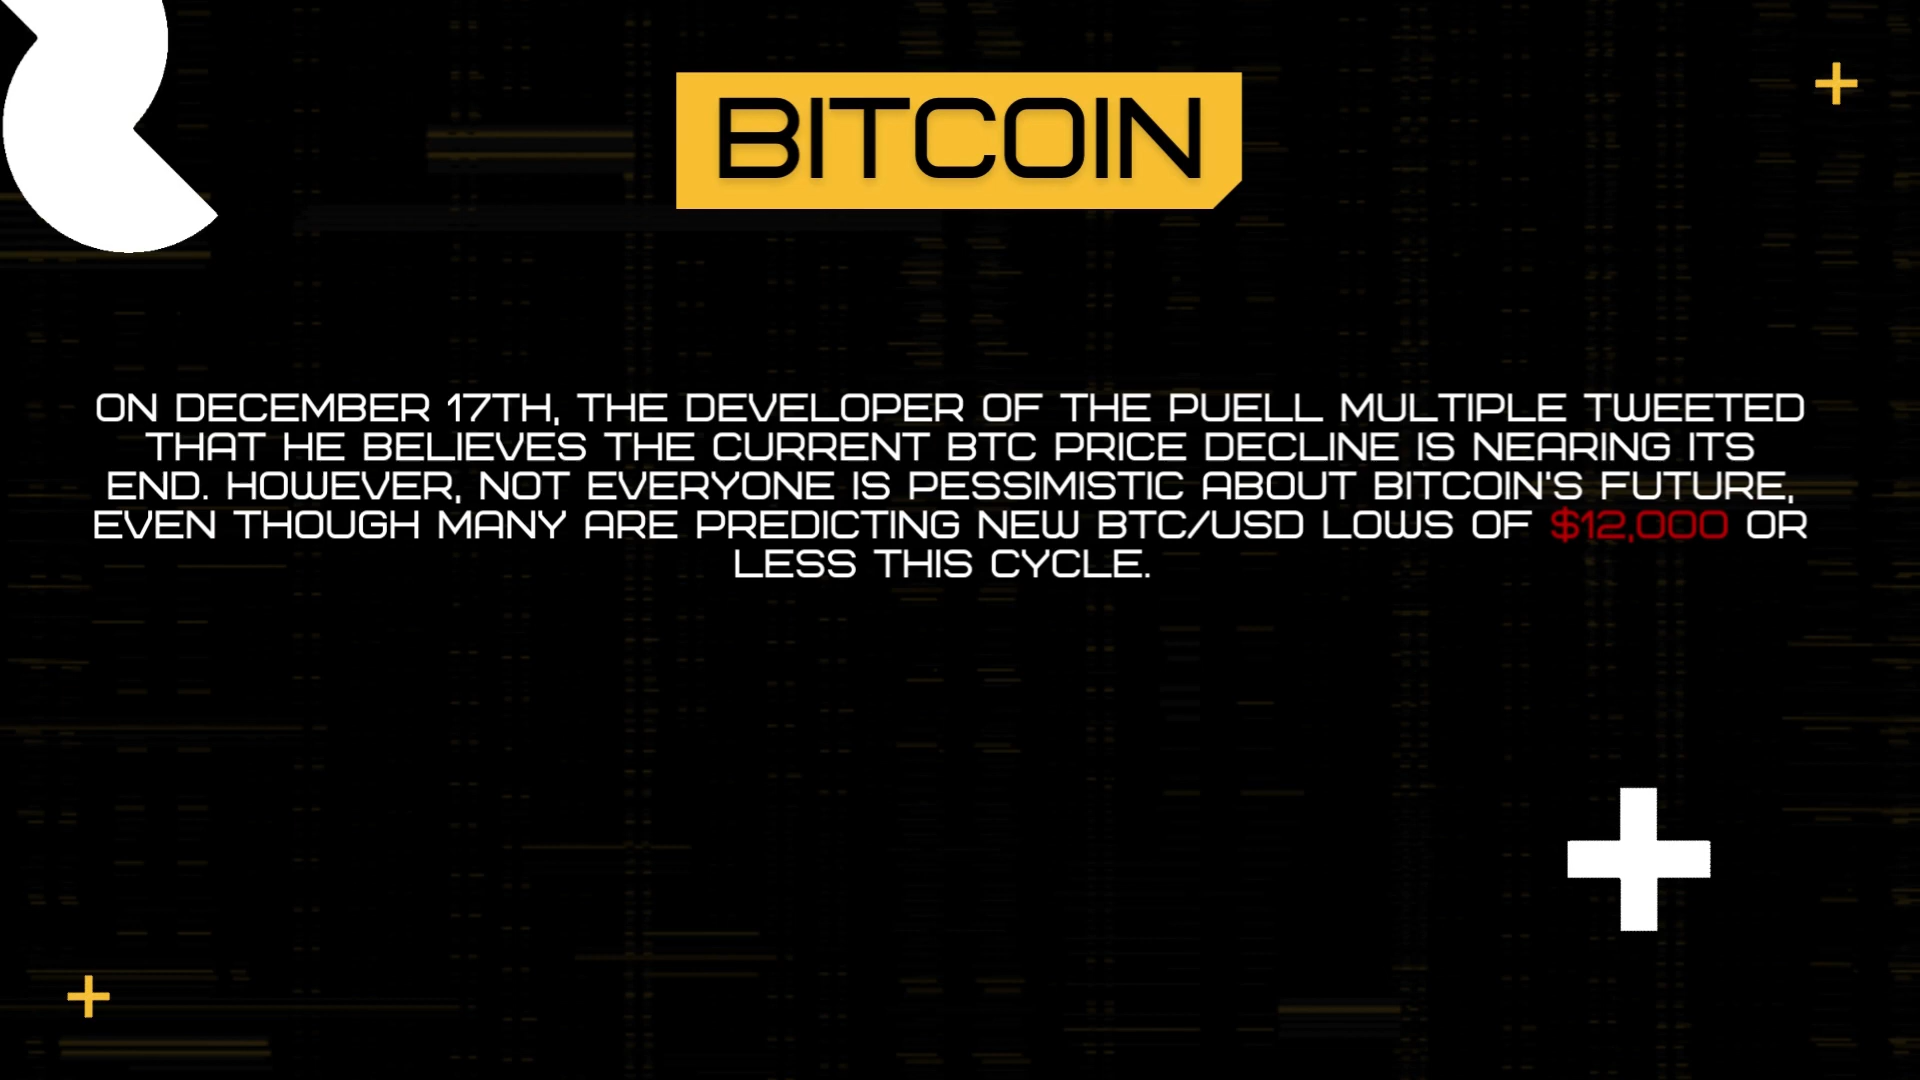 BITCOIN
ON DECEMBER 17TH, THE DEVELOPER OF THE PUELL MULTIPLE TWEETED
THAT HE BELIEVES THE CURRENT BTC PRICE DECLINE IS NEARING ITS
END. HOWEVER, NOT EVERYONE IS PESSIMISTIC ABOUT BITCOIN'S FUTURE,
EVEN THOUGH MANY ARE PREDICTING NEW BTC/USD LOWS OF $12,000 OR
LESS THIS CYCLE.